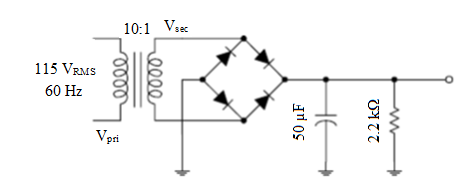 10:1 Vsec
115 VRMS
60 Hz
Vpri
50 µF
2.2 kΩ